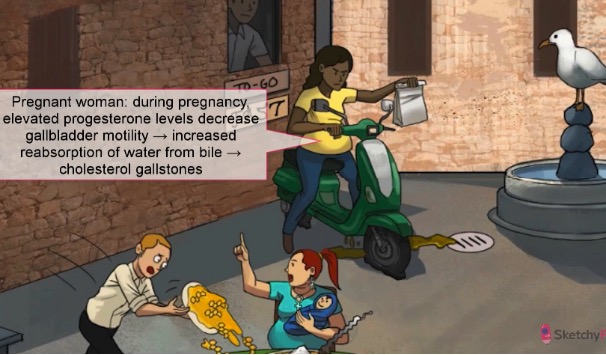 TO-GO
T
Pregnant woman: during pregnancy,
elevated progesterone levels decrease
gallbladder motility → increased
reabsorption of water from bile →
cholesterol gallstones
Sketchy